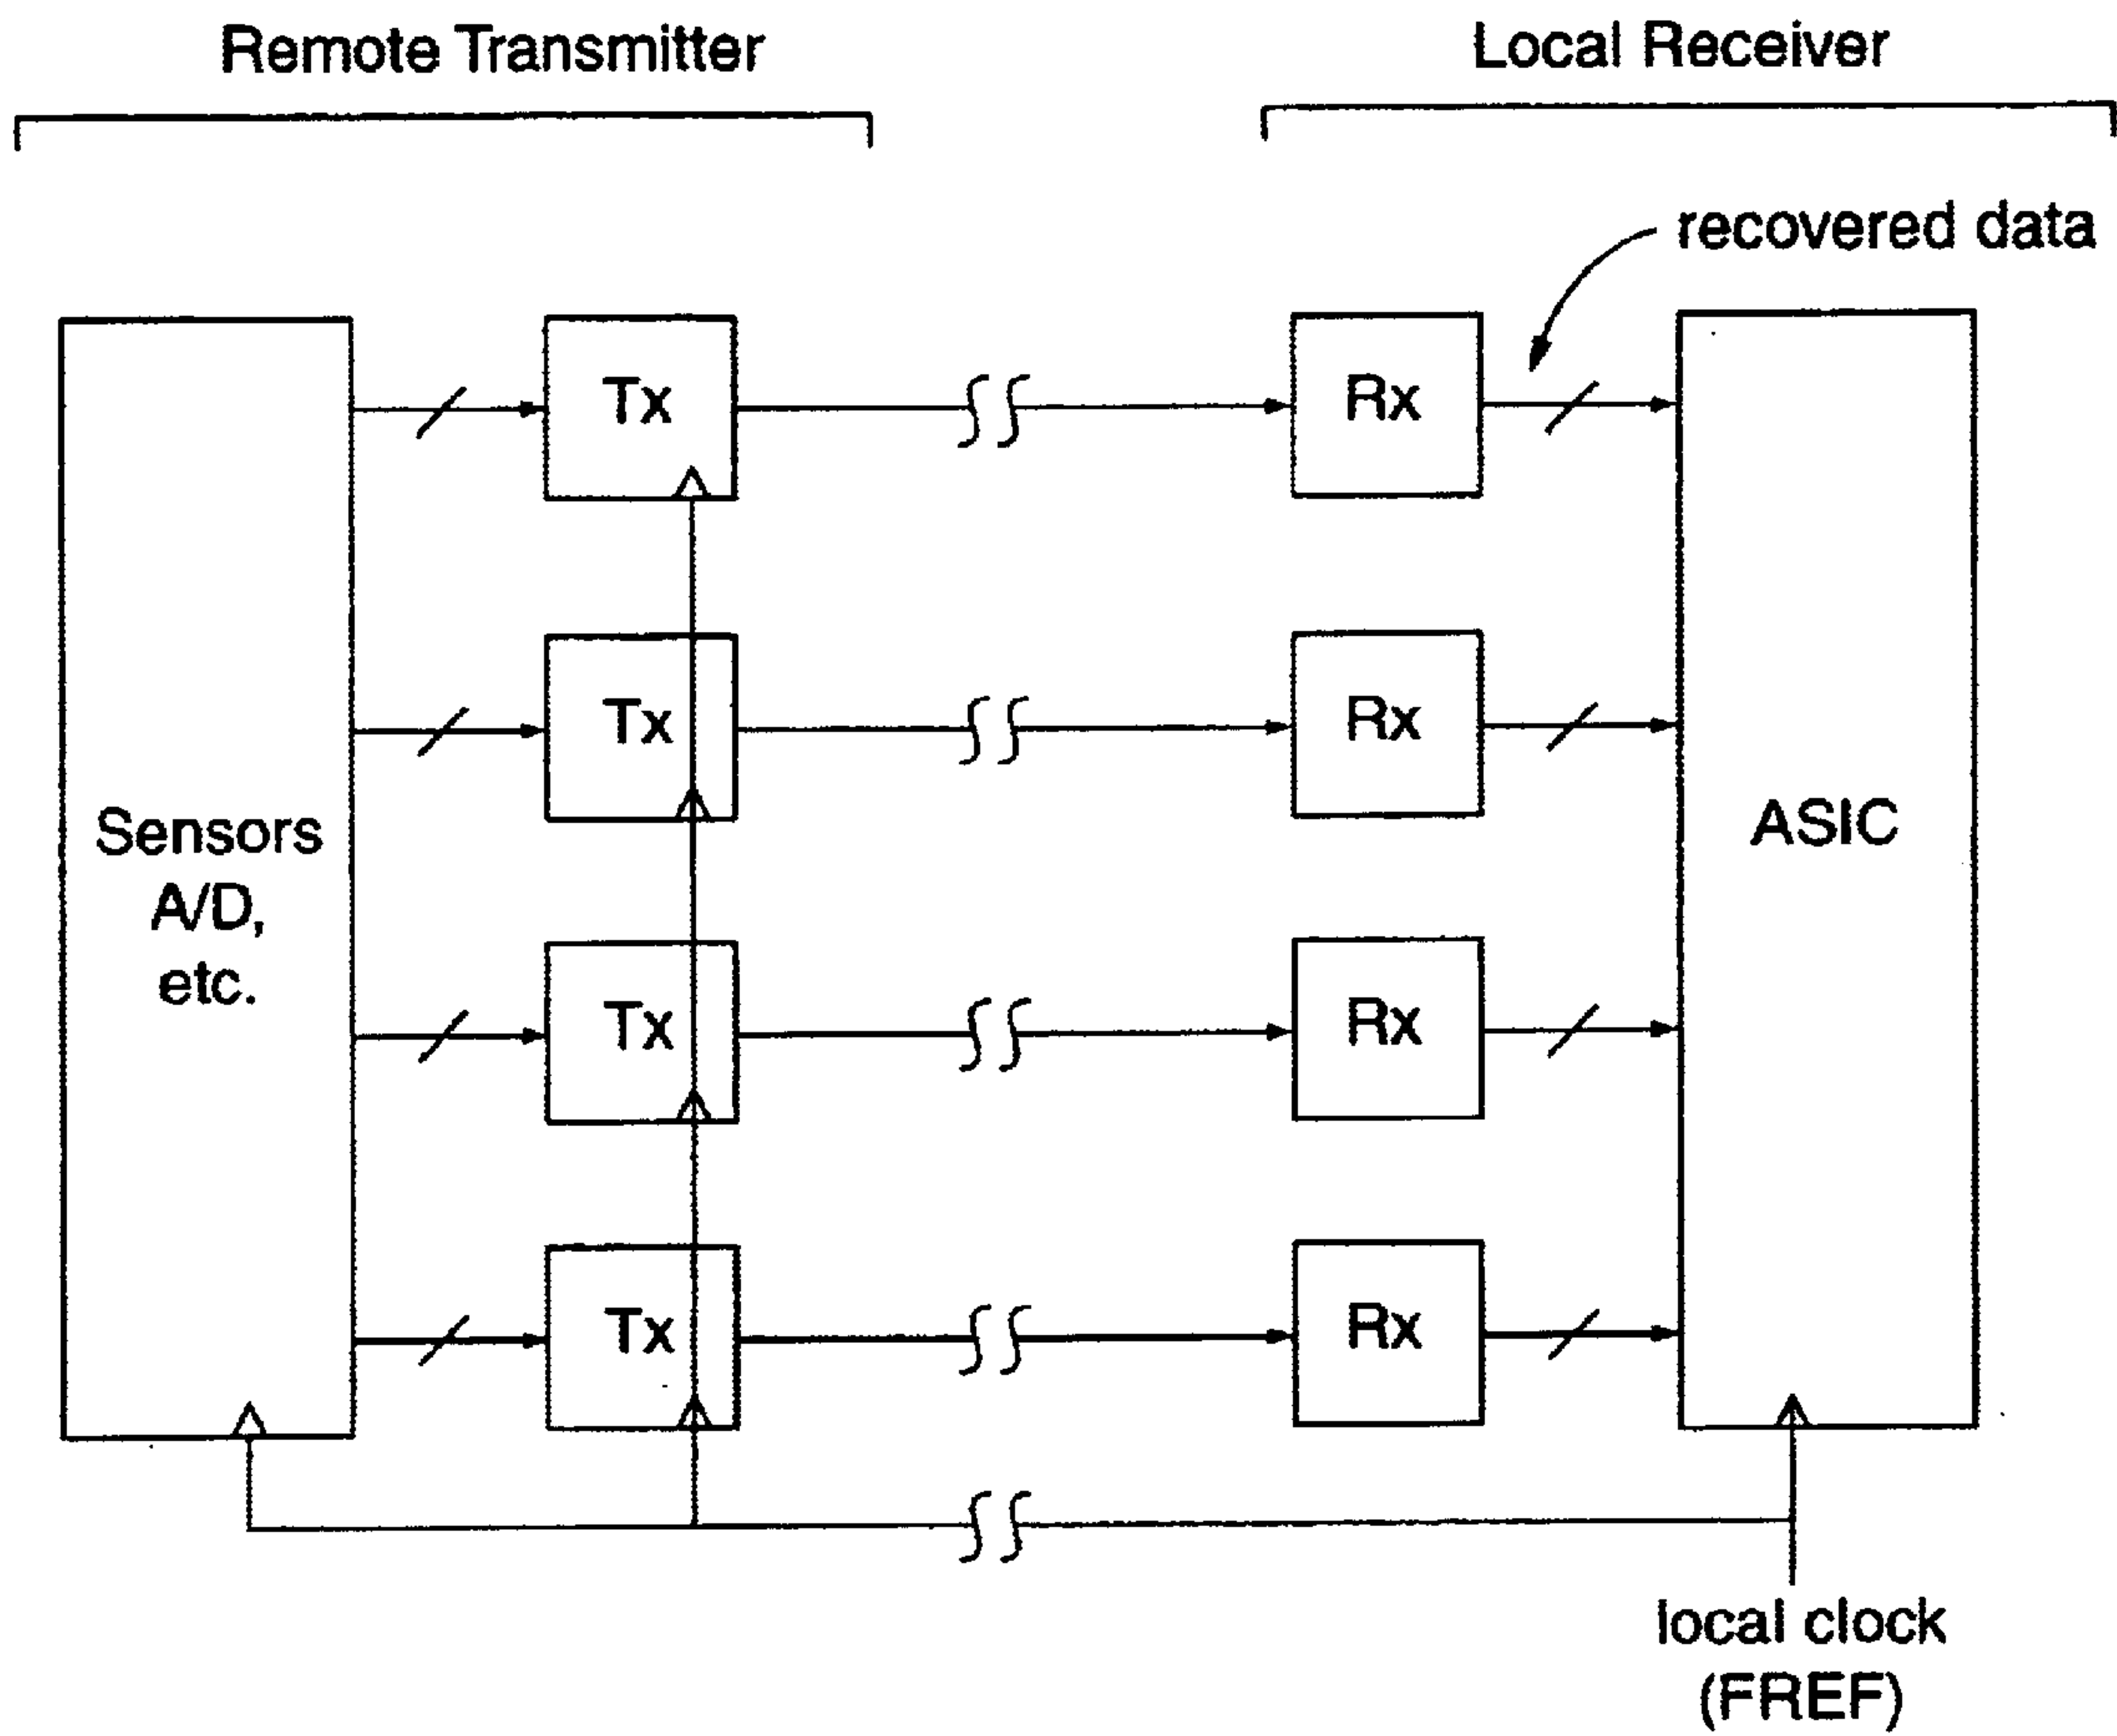 Remote Transmitter
Local Receiver
recovered data
Tx
Rx
Tx
Rx
Sensors
A/D,
etc.
ASIC
Tx
Rx
Tx
Rx
local clock
(FREF)